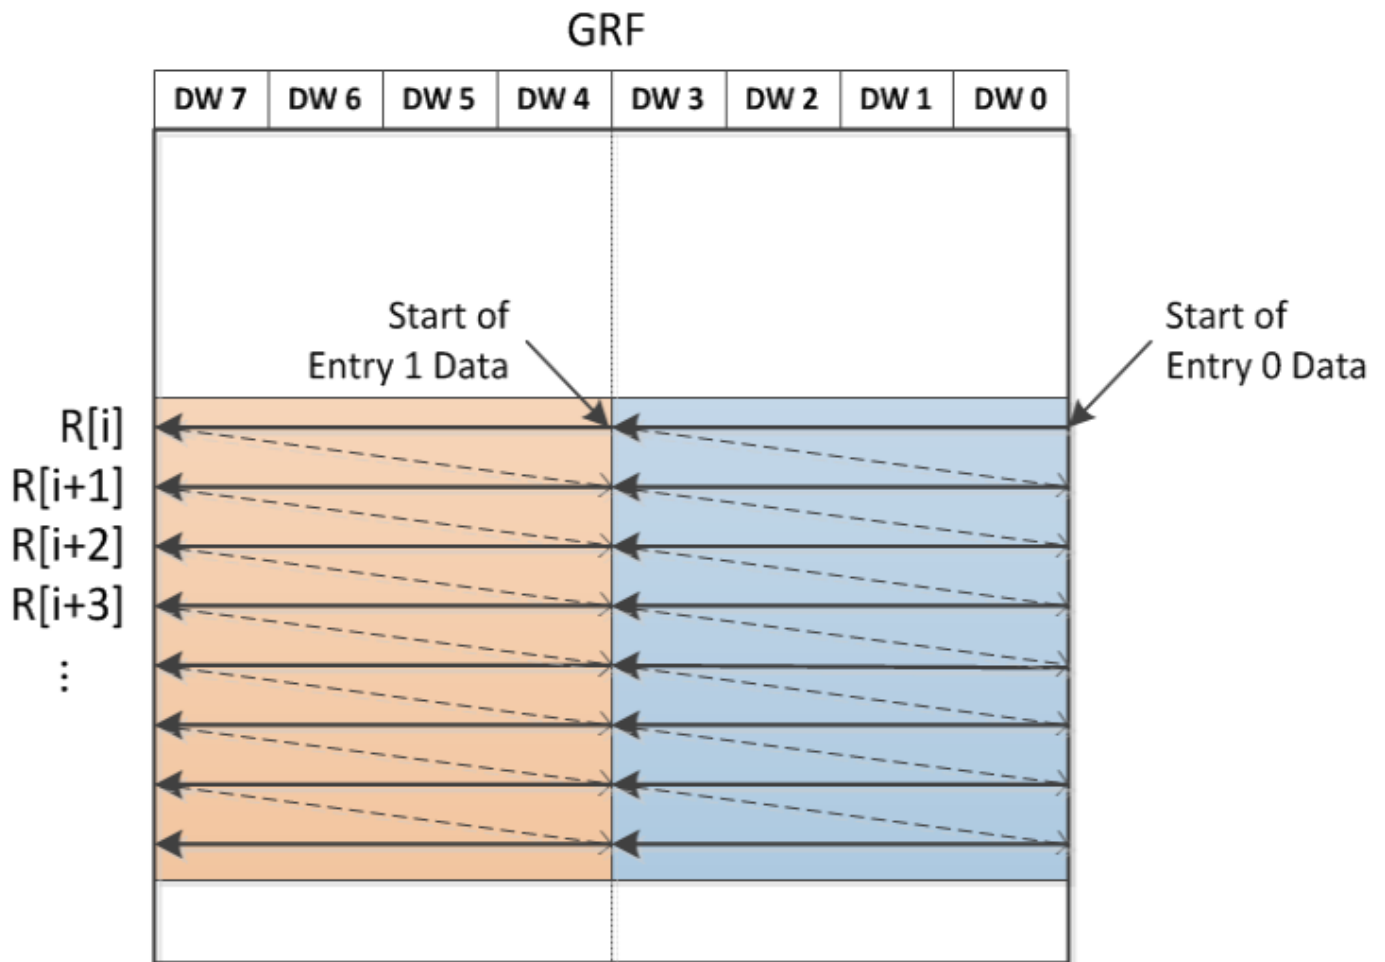 GRF
DW 7 DW 6 DW 5 DW 4 DW 3 DW 2 DW 1 DW 0
Start of
Entry 1 Data
Start of
Entry 0 Data
R[i]
R[i+1]
R[i+2]
R[i+3]
⋮